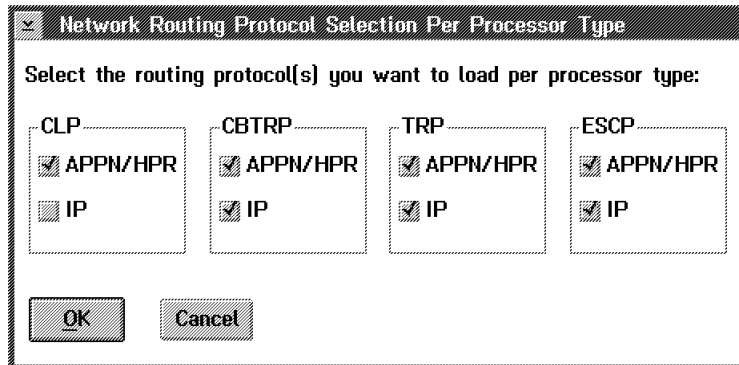 Network Routing Protocol Selection Per Processor Type
Select the routing protocol(s) you want to load per processor type:
CLP CBTRP TRP ESCP
APPN/HPR APPN/HPR APPN/HPR APPN/HPR
IP IP IP IP
OK Cancel